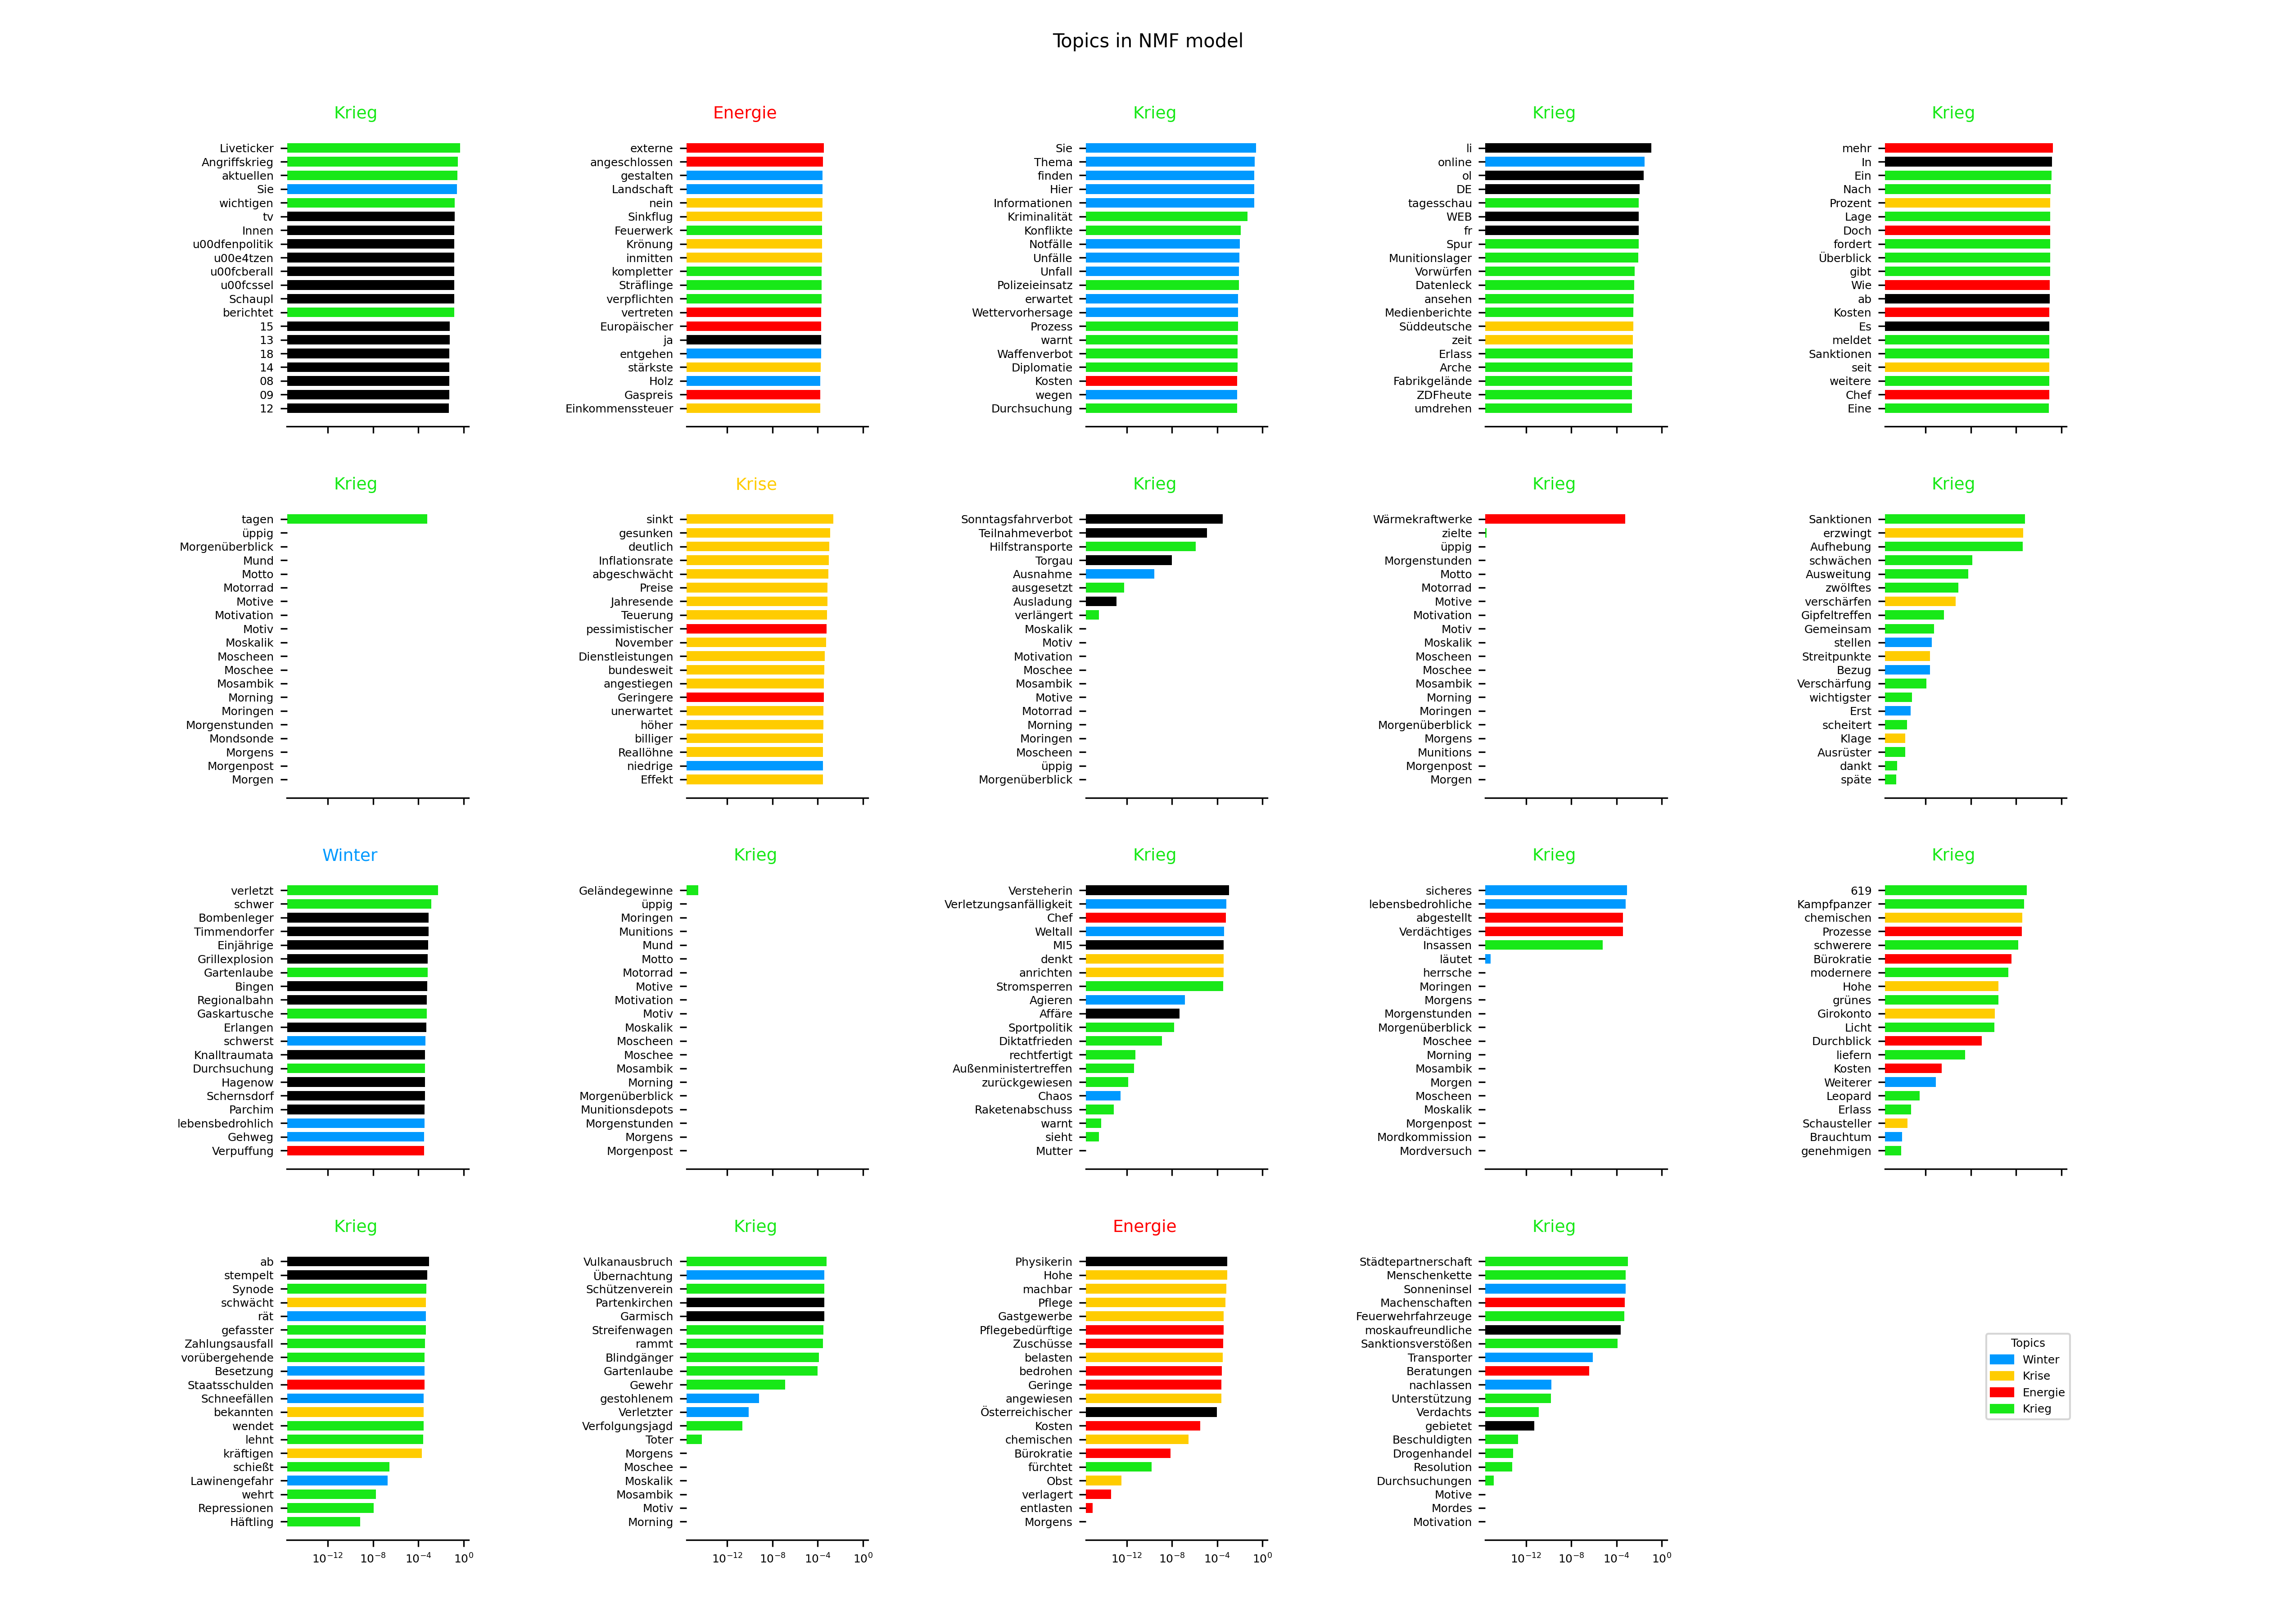 Topics in NMF model
Krieg
Liveticker
Angriffskrieg
aktuellen
Sie
wichtigen
tv
Innen
u00dfenpolitik
u00e4tzen
u00fcberall
u00fcssel
Schaupl
berichtet
15
13
18
14
08
09
12
Energie
externe
angeschlossen
gestalten
Landschaft
nein
Sinkflug
Feuerwerk
Krönung
inmitten
kompletter
Sträflinge
verpflichten
vertreten
Europäischer
ja
entgehen
stärkste
Holz
Gaspreis
Einkommenssteuer
Krieg
Sie
Thema
finden
Hier
Informationen
Kriminalität
Konflikte
Notfälle
Unfälle
Unfall
Polizeieinsatz
erwartet
Wettervorhersage
Prozess
warnt
Waffenverbot
Diplomatie
Kosten
wegen
Durchsuchung
Krieg
li
online
ol
DE
tagesschau
WEB
fr
Spur
Munitionslager
Vorwürfen
Datenleck
ansehen
Medienberichte
Süddeutsche
zeit
Erlass
Arche
Fabrikgelände
ZDFheute
umdrehen
Krieg
mehr
In
Ein
Nach
Prozent
Lage
Doch
fordert
Überblick
gibt
Wie
ab
Kosten
Es
meldet
Sanktionen
seit
weitere
Chef
Eine
Krieg
tagen
üppig
Morgenüberblick
Mund
Motto
Motorrad
Motive
Motivation
Motiv
Moskalik
Moscheen
Moschee
Mosambik
Morning
Moringen
Morgenstunden
Mondsonde
Morgens
Morgenpost
Morgen
Krise
sinkt
gesunken
deutlich
Inflationsrate
abgeschwächt
Preise
Jahresende
Teuerung
pessimistischer
November
Dienstleistungen
bundesweit
angestiegen
Geringere
unerwartet
höher
billiger
Reallöhne
niedrige
Effekt
Krieg
Sonntagsfahrverbot
Teilnahmeverbot
Hilfstransporte
Torgau
Ausnahme
ausgesetzt
Ausladung
verlängert
Moskalik
Motiv
Motivation
Moschee
Mosambik
Motive
Motorrad
Morning
Moringen
Moscheen
üppig
Morgenüberblick
Krieg
Wärmekraftwerke
zielte
üppig
Morgenstunden
Motto
Motorrad
Motive
Motivation
Motiv
Moskalik
Moscheen
Moschee
Mosambik
Morning
Moringen
Morgenüberblick
Morgens
Munitions
Morgenpost
Morgen
Krieg
Sanktionen
erzwingt
Aufhebung
schwächen
Ausweitung
zwölftes
verschärfen
Gipfeltreffen
Gemeinsam
stellen
Streitpunkte
Bezug
Verschärfung
wichtigster
Erst
scheitert
Klage
Ausrüster
dankt
späte
Winter
verletzt
schwer
Bombenleger
Timmendorfer
Einjährige
Grillexplosion
Gartenlaube
Bingen
Regionalbahn
Gaskartusche
Erlangen
schwerst
Knalltraumata
Durchsuchung
Hagenow
Schernsdorf
Parchim
lebensbedrohlich
Gehweg
Verpuffung
Krieg
Geländegewinne
üppig
Moringen
Munitions
Mund
Motto
Motorrad
Motive
Motivation
Motiv
Moskalik
Moscheen
Moschee
Mosambik
Morning
Morgenüberblick
Munitionsdepots
Morgenstunden
Morgens
Morgenpost
Krieg
Versteherin
Verletzungsanfälligkeit
Chef
Weltall
MI5
denkt
anrichten
Stromsperren
Agieren
Affäre
Sportpolitik
Diktatfrieden
rechtfertigt
Außenministertreffen
zurückgewiesen
Chaos
Raketenabschuss
warnt
sieht
Mutter
Krieg
sicheres
lebensbedrohliche
abgestellt
Verdächtiges
Insassen
läutet
herrsche
Moringen
Morgens
Morgenstunden
Morgenüberblick
Moschee
Morning
Mosambik
Morgen
Moscheen
Moskalik
Morgenpost
Mordkommission
Mordversuch
Krieg
619
Kampfpanzer
chemischen
Prozesse
schwerere
Bürokratie
modernere
Hohe
grünes
Girokonto
Licht
Durchblick
liefern
Kosten
Weiterer
Leopard
Erlass
Schausteller
Brauchtum
genehmigen
Krieg
ab
stempelt
Synode
schwächt
rät
gefasster
Zahlungsausfall
vorübergehende
Besetzung
Staatsschulden
Schneefällen
bekannten
wendet
lehnt
kräftigen
schießt
Lawinengefahr
wehrt
Repressionen
Häftling
10⁻¹² 10⁻⁸ 10⁻⁴ 10⁰
Krieg
Vulkanausbruch
Übernachtung
Schützenverein
Partenkirchen
Garmisch
Streifenwagen
rammt
Blindgänger
Gartenlaube
Gewehr
gestohlenem
Verletzter
Verfolgungsjagd
Toter
Morgens
Moschee
Moskalik
Mosambik
Motiv
Morning
10⁻¹² 10⁻⁸ 10⁻⁴ 10⁰
Energie
Physikerin
Hohe
machbar
Pflege
Gastgewerbe
Pflegebedürftige
Zuschüsse
belasten
bedrohen
Geringe
angewiesen
Österreichischer
Kosten
chemischen
Bürokratie
fürchtet
Obst
verlagert
entlasten
Morgens
10⁻¹² 10⁻⁸ 10⁻⁴ 10⁰
Krieg
Städtepartnerschaft
Menschenkette
Sonneninsel
Machenschaften
Feuerwehrfahrzeuge
moskaufreundliche
Sanktionsverstößen
Transporter
Beratungen
nachlassen
Unterstützung
Verdachts
gebietet
Beschuldigten
Drogenhandel
Resolution
Durchsuchungen
Motive
Mordes
Motivation
10⁻¹² 10⁻⁸ 10⁻⁴ 10⁰
Topics
Winter
Krise
Energie
Krieg